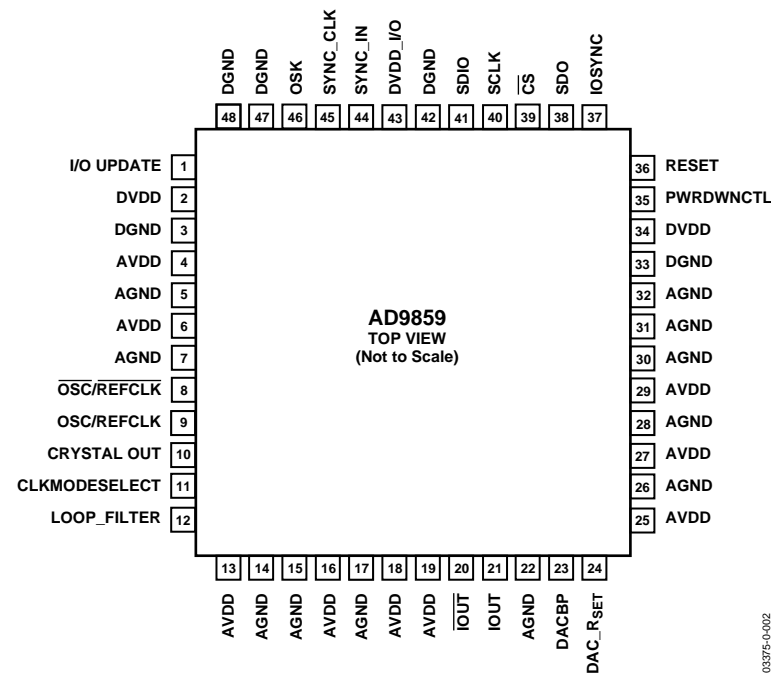 DGND
DGND
OSK
SYNC_CLK
SYNC_IN
DVDD_I/O
DGND
SDIO
SCLK
C̅S̅
SDO
IOSYNC
48 47 46 45 44 43 42 41 40 39 38 37
I/O UPDATE 1
DVDD 2
DGND 3
AVDD 4
AGND 5
AVDD 6
AGND 7
O̅S̅C̅/R̅E̅F̅C̅L̅K̅ 8
OSC/REFCLK 9
CRYSTAL OUT 10
CLKMODESELECT 11
LOOP_FILTER 12
AD9859
TOP VIEW
(Not to Scale)
36 RESET
35 PWRDWNCTL
34 DVDD
33 DGND
32 AGND
31 AGND
30 AGND
29 AVDD
28 AGND
27 AVDD
26 AGND
25 AVDD
13 14 15 16 17 18 19 20 21 22 23 24
AVDD
AGND
AGND
AVDD
AGND
AVDD
AVDD
I̅O̅U̅T̅
IOUT
AGND
DACBP
DAC_RSET
03375-0-002